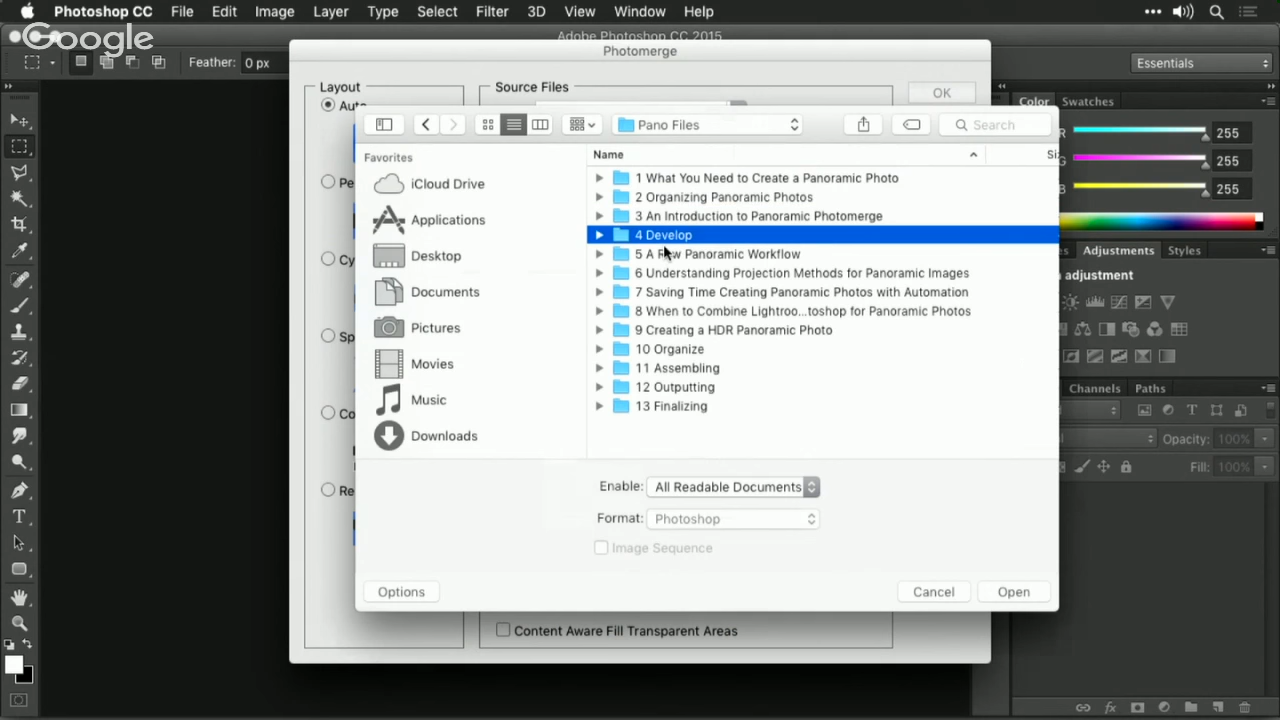 Photoshop CC File Edit Image Layer Type Select Filter 3D View Window Help
Google
Adobe Photoshop CC 2015
Photomerge
Feather: 0 px
Essentials
Layout
Source Files
OK
Auto
Color Swatches
Pano Files
Search
R 255
Favorites
Name
iCloud Drive
1 What You Need to Create a Panoramic Photo
255
Applications
2 Organizing Panoramic Photos
B 255
3 An Introduction to Panoramic Photomerge
4 Develop
Desktop
5 A Panoramic Workflow
Adjustments Styles
6 Understanding Projection Methods for Panoramic Images
adjustment
Documents
7 Saving Time Creating Panoramic Photos with Automation
8 When to Combine Lightroo...toshop for Panoramic Photos
Pictures
9 Creating a HDR Panoramic Photo
10 Organize
Movies
11 Assembling
12 Outputting
Channels Paths
Music
13 Finalizing
Downloads
Opacity: 100%
Fill: 100%
Enable: All Readable Documents
Format: Photoshop
Image Sequence
Options
Cancel Open
Content Aware Fill Transparent Areas